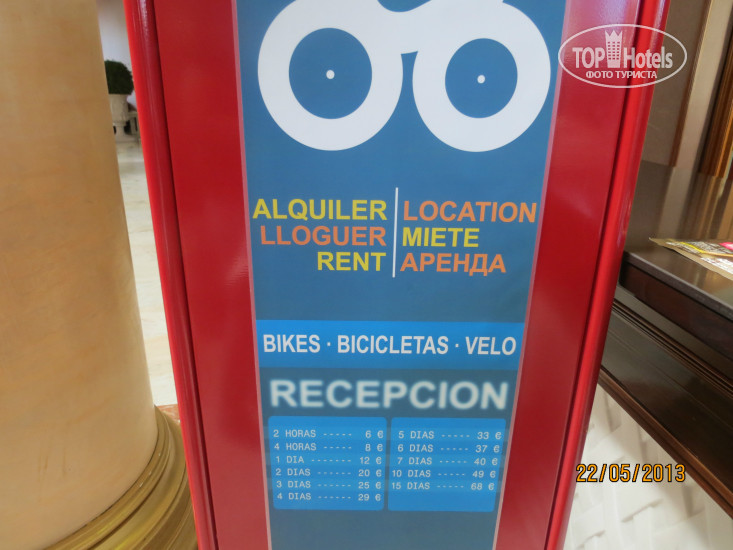 TOP Hotels
ФОТО ТУРИСТА
ALQUILER LOCATION
LLOGUER MIETE
RENT АРЕНДА
BIKES · BICICLETAS · VELO
RECEPCION
2 HORAS ----- 6 €
4 HORAS ----- 8 €
1 DIA ------ 12 €
2 DIAS ----- 20 €
3 DIAS ----- 25 €
4 DIAS ----- 29 €
5 DIAS ----- 33 €
6 DIAS ----- 37 €
7 DIAS ----- 40 €
10 DIAS ----- 49 €
15 DIAS ----- 68 €
22/05/2013